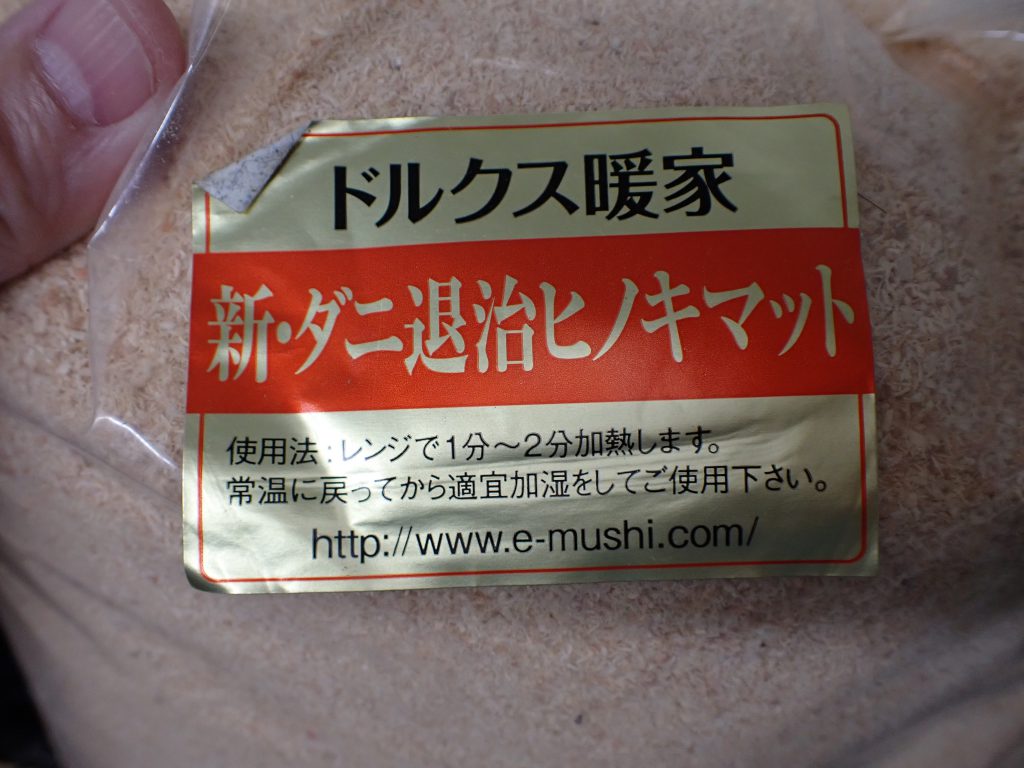 ドルクス暖家
新・ダニ退治ヒノキマット
使用法：レンジで1分～2分加熱します。
常温に戻ってから適宜加湿をしてご使用下さい。
http://www.e-mushi.com/